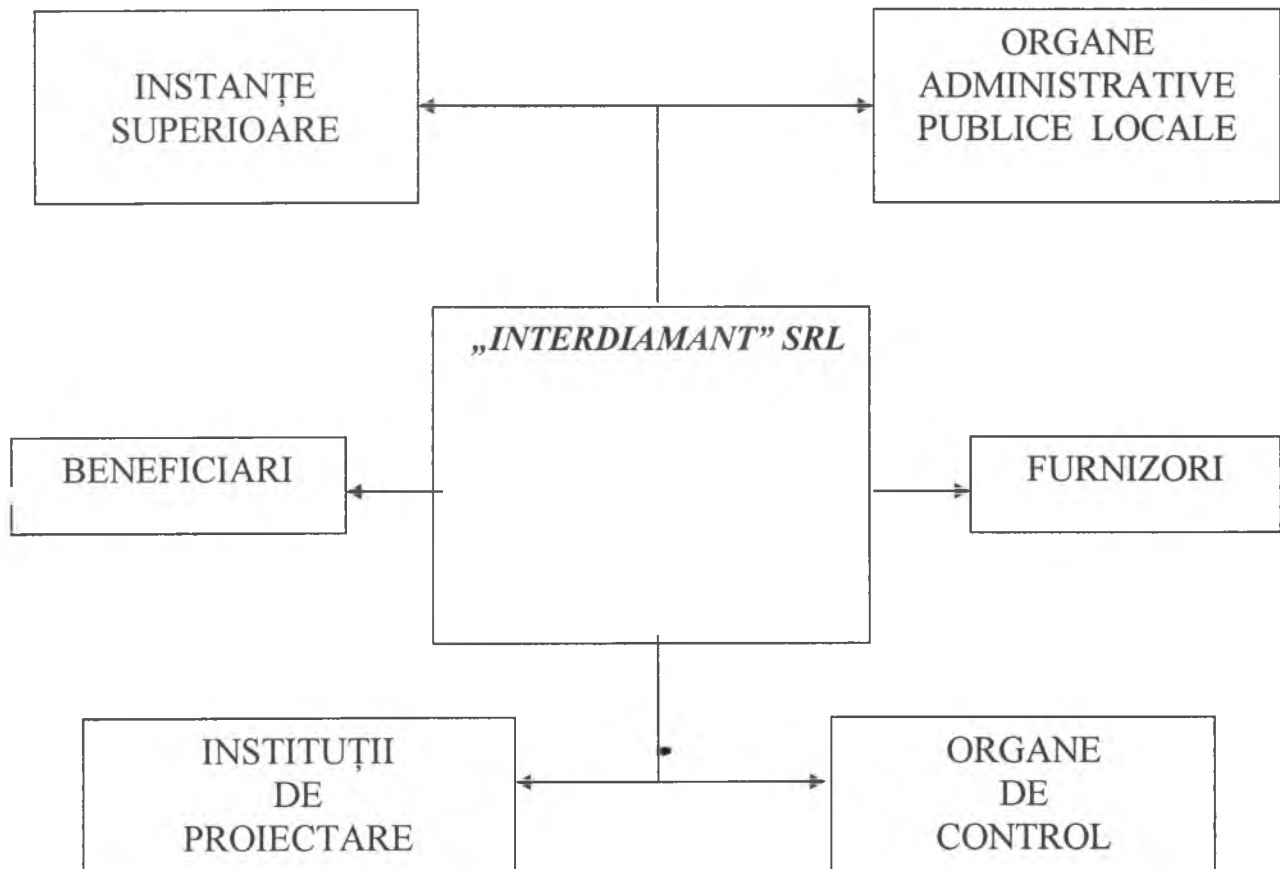 INSTANȚE
SUPERIOARE
ORGANE
ADMINISTRATIVE
PUBLICE LOCALE
„INTERDIAMANT” SRL
BENEFICIARI
FURNIZORI
INSTITUȚII
DE
PROIECTARE
ORGANE
DE
CONTROL